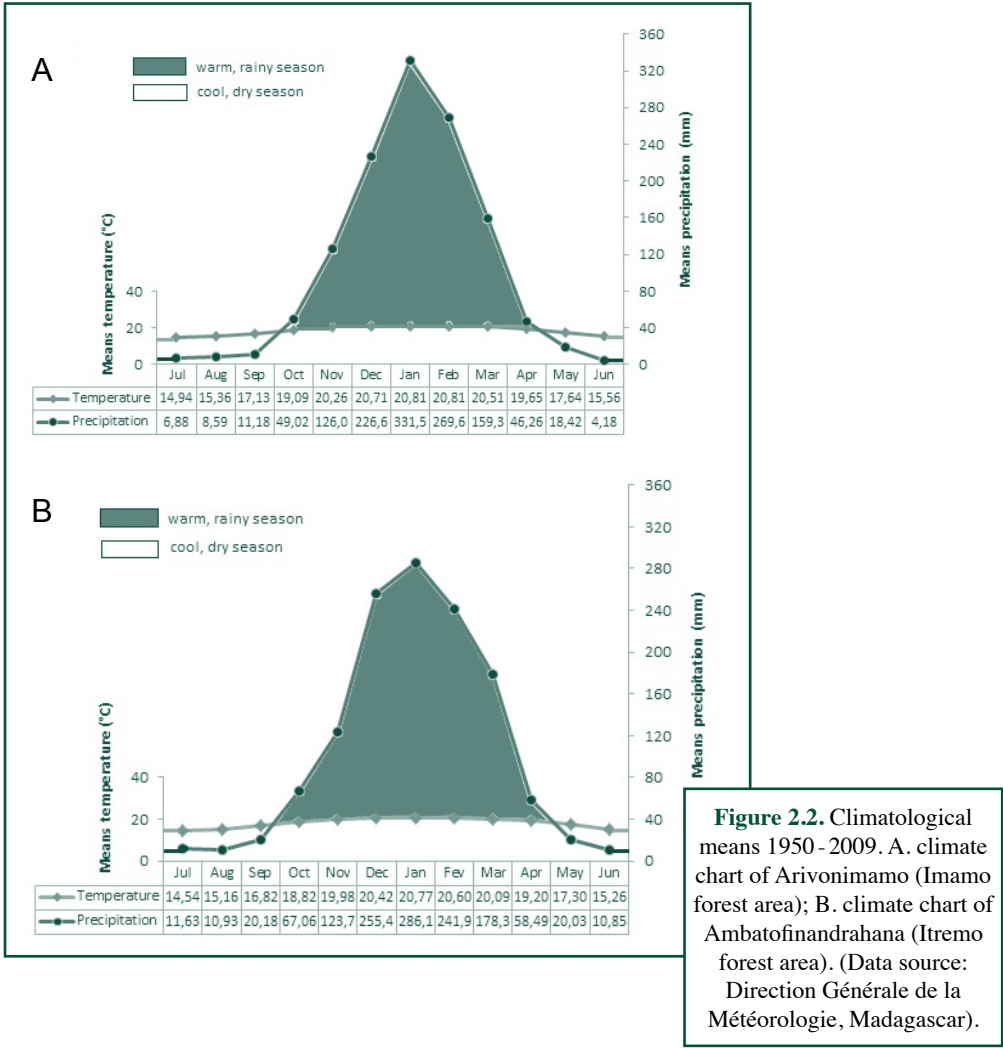 A
warm, rainy season
cool, dry season
Means temperature (°C)
40
20
0
360
320
280
240
200
160
120
80
40
0
Means precipitation (mm)
Jul Aug Sep Oct Nov Dec Jan Feb Mar Apr May Jun
Temperature 14,94 15,36 17,13 19,09 20,26 20,71 20,81 20,81 20,51 19,65 17,64 15,56
Precipitation 6,88 8,59 11,18 49,02 126,0 226,6 331,5 269,6 159,3 46,26 18,42 4,18
B
warm, rainy season
cool, dry season
Means temperature (°C)
40
20
0
360
320
280
240
200
160
120
80
40
0
Means precipitation (mm)
Jul Aug Sep Oct Nov Dec Jan Fev Mar Apr May Jun
Temperature 14,54 15,16 16,82 18,82 19,98 20,42 20,77 20,60 20,09 19,20 17,30 15,26
Precipitation 11,63 10,93 20,18 67,06 123,7 255,4 286,1 241,9 178,3 58,49 20,03 10,85
Figure 2.2. Climatological
means 1950-2009. A. climate
chart of Arivonimamo (Imamo
forest area); B. climate chart of
Ambatofinandrahana (Itremo
forest area). (Data source:
Direction Générale de la
Météorologie, Madagascar).